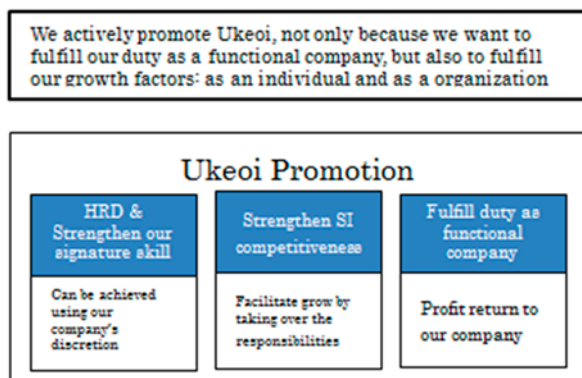 We actively promote Ukeoi, not only because we want to
fulfill our duty as a functional company, but also to fulfill
our growth factors: as an individual and as a organization
Ukeoi Promotion
HRD &
Strengthen our
signature skill
Can be achieved
using our
company's
discretion
Strengthen SI
competitiveness
Facilitate grow by
taking over the
responsibilities
Fulfill duty as
functional
company
Profit return to
our company